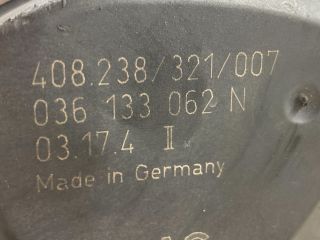 408.238/321/007
036 133 062 N
03.17.4 II
Made in Germany